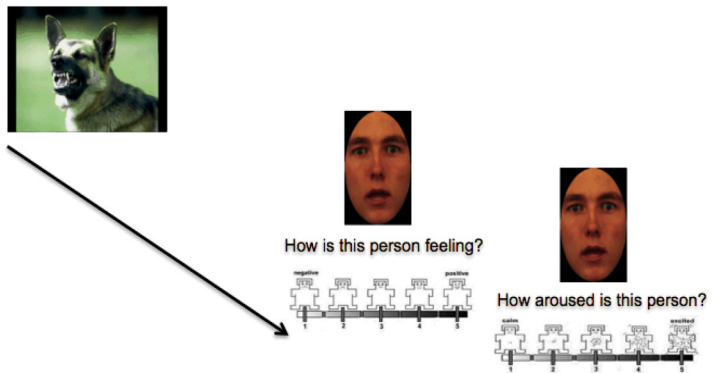 How is this person feeling?
negative positive
1 2 3 4 5
How aroused is this person?
calm excited
1 2 3 4 5